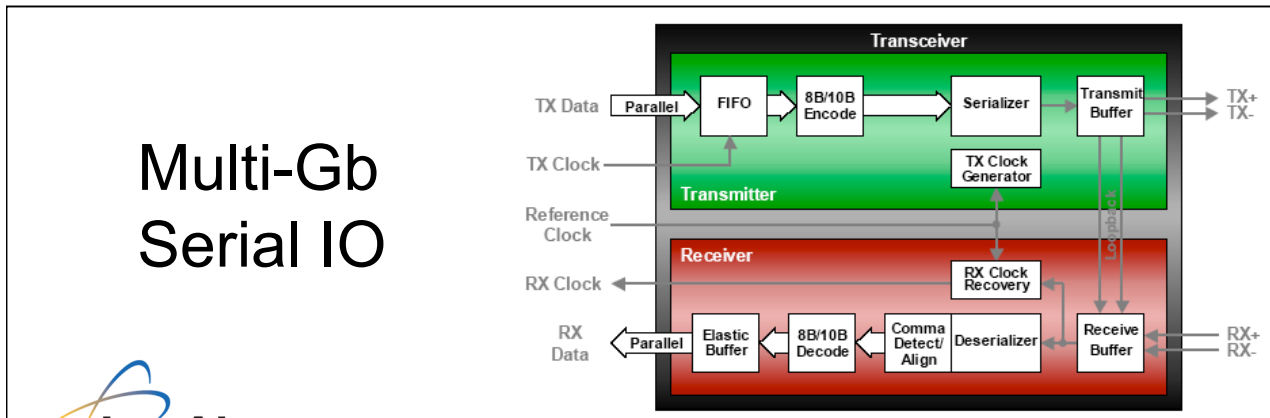 Multi-Gb
Serial IO
Transceiver
TX Data
Parallel
FIFO
8B/10B
Encode
Serializer
Transmit
Buffer
TX+
TX-
TX Clock
TX Clock
Generator
Transmitter
Reference
Clock
Loopback
Receiver
RX Clock
RX Clock
Recovery
RX
Data
Parallel
Elastic
Buffer
8B/10B
Decode
Comma
Detect/
Align
Deserializer
Receive
Buffer
RX+
RX-